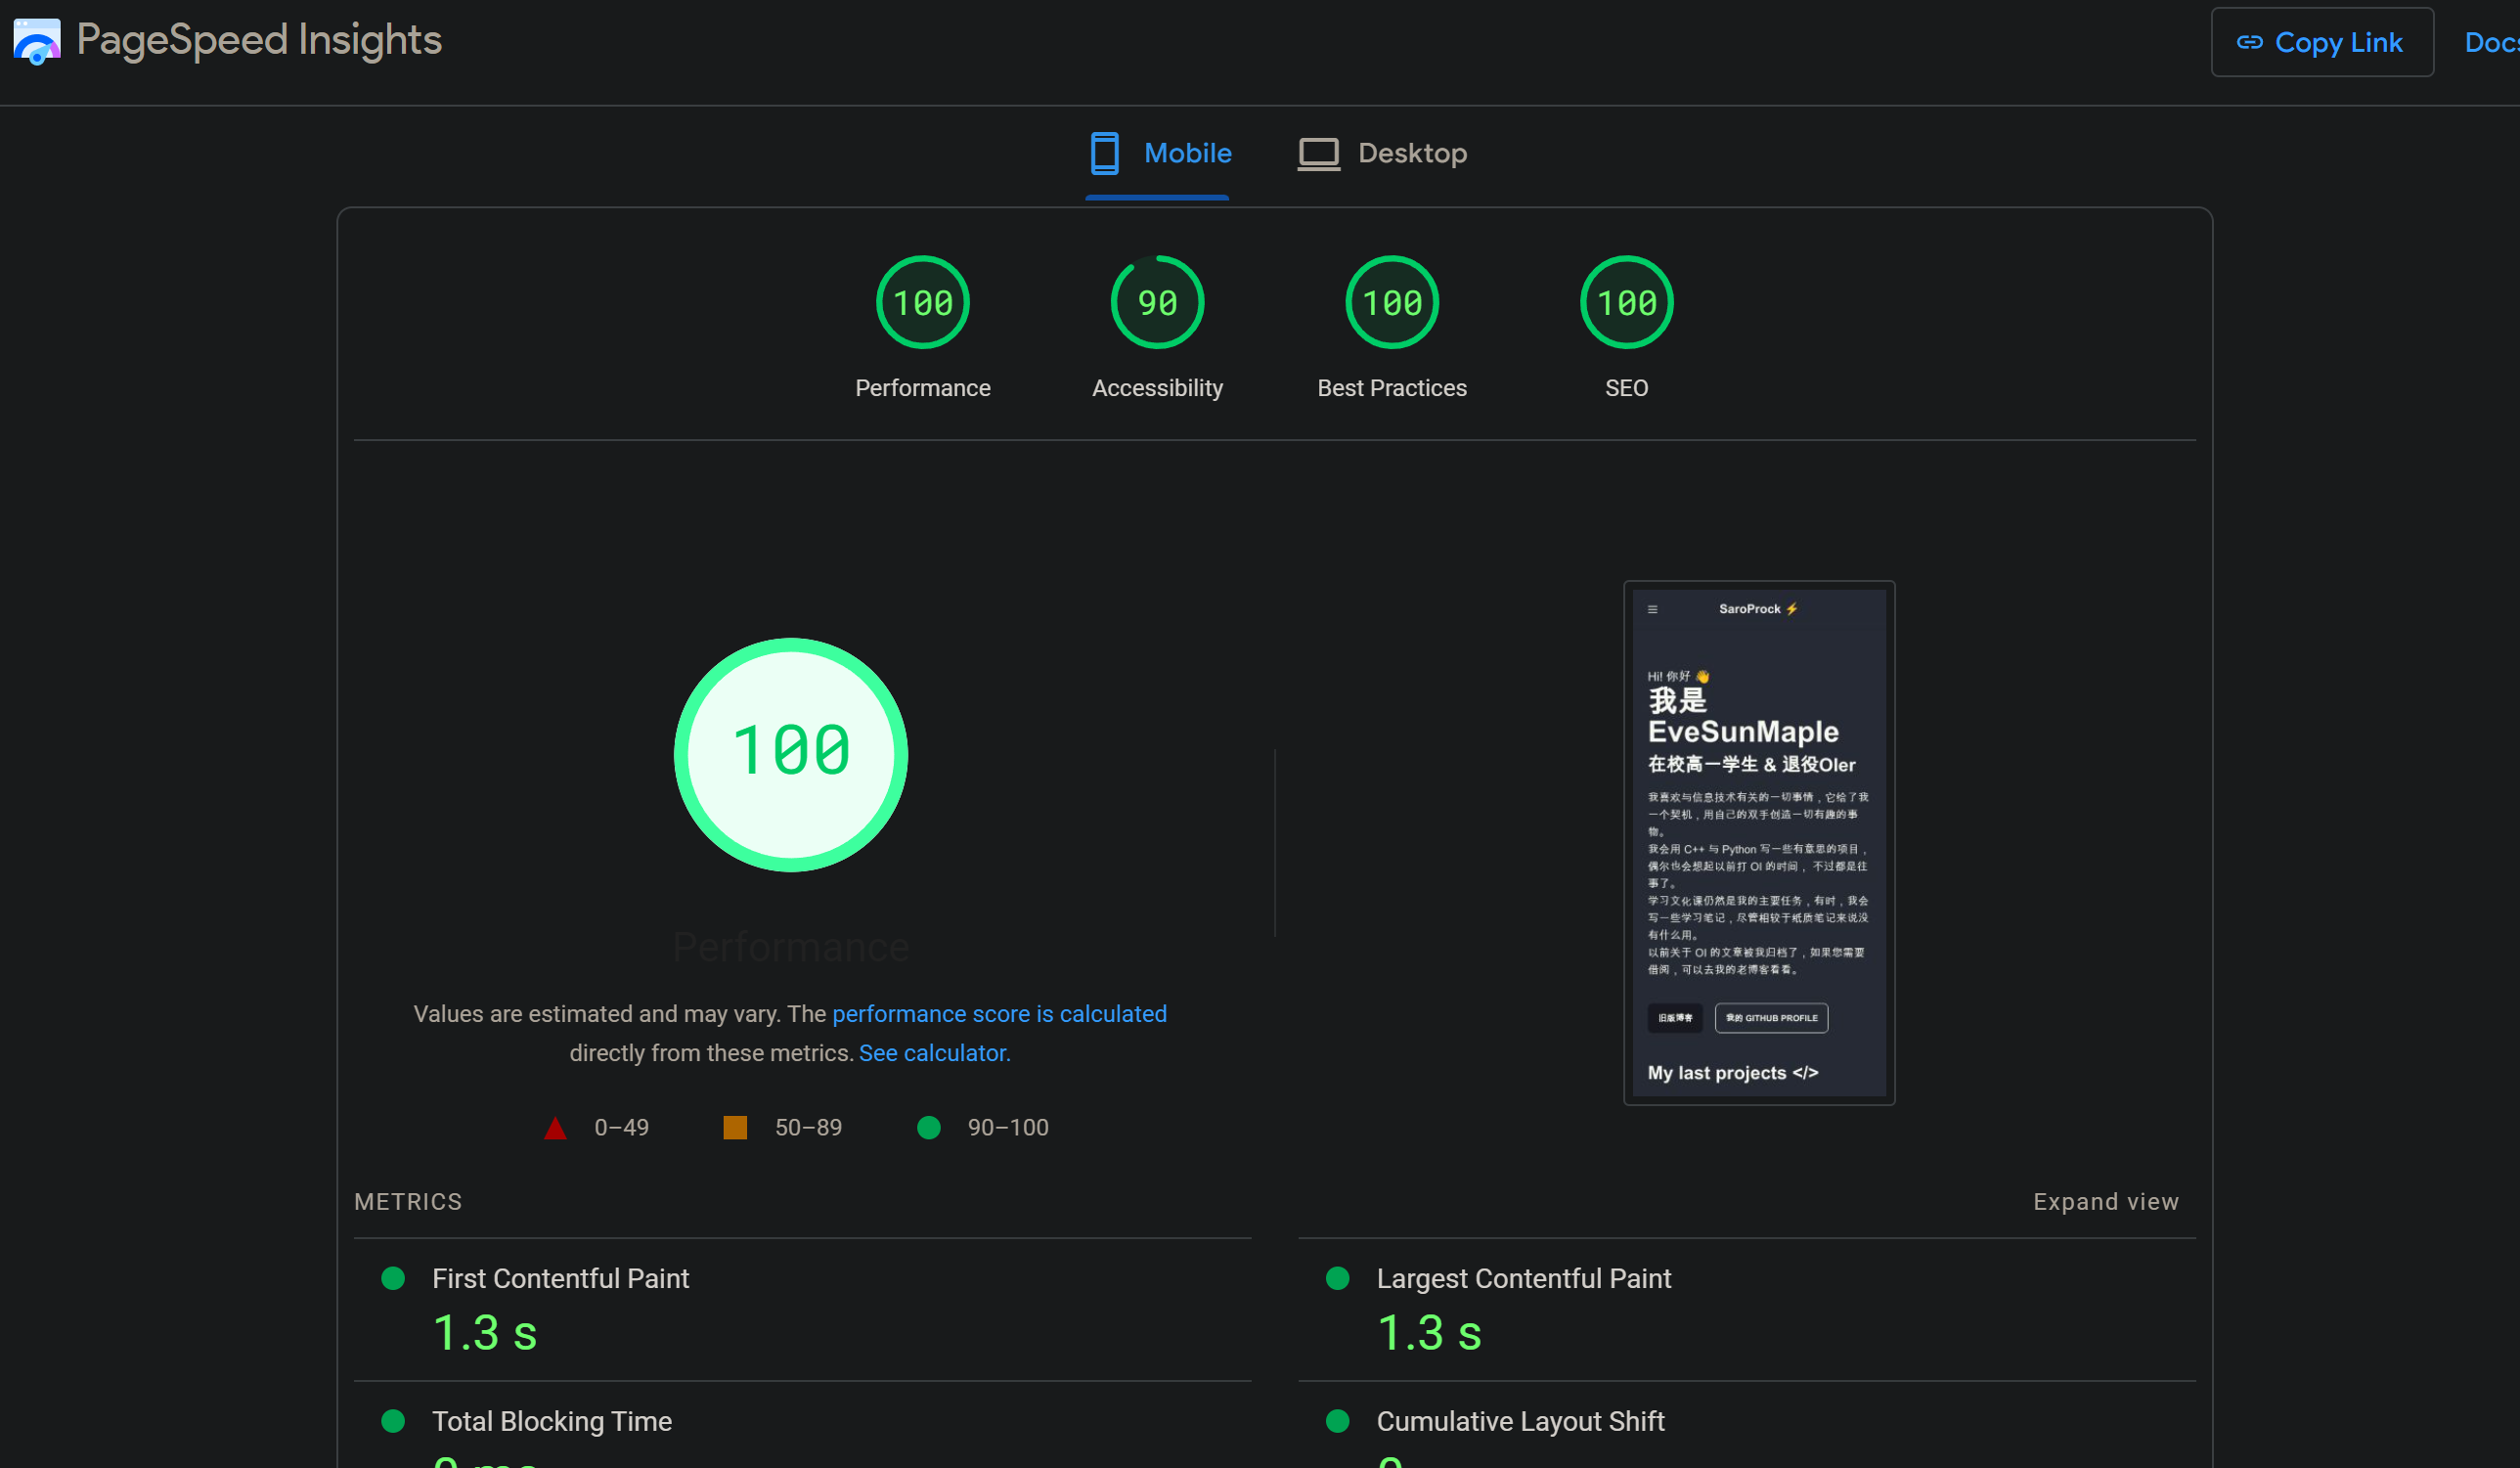 PageSpeed Insights
Copy Link
Docs
Mobile
Desktop
100
90
100
100
Performance
Accessibility
Best Practices
SEO
100
Performance
Values are estimated and may vary. The performance score is calculated
directly from these metrics. See calculator.
0–49
50–89
90–100
SaroProck ⚡
Hi! 你好 👋
我是
EveSunMaple
在校高一学生 & 退役OIer
我喜欢与信息技术有关的一切事情，它给了我
一个契机，用自己的双手创造一切有趣的事
物。
我会用 C++ 与 Python 写一些有意思的项目，
偶尔也会想起以前打 OI 的时间， 不过都是往
事了。
学习文化课仍然是我的主要任务，有时，我会
写一些学习笔记，尽管相较于纸质笔记来说没
有什么用。
以前关于 OI 的文章被我归档了，如果您需要
借阅，可以去我的老博客看看。
旧版博客
我的 GITHUB PROFILE
My last projects </>
METRICS
Expand view
First Contentful Paint
1.3 s
Largest Contentful Paint
1.3 s
Total Blocking Time
0 ms
Cumulative Layout Shift
0